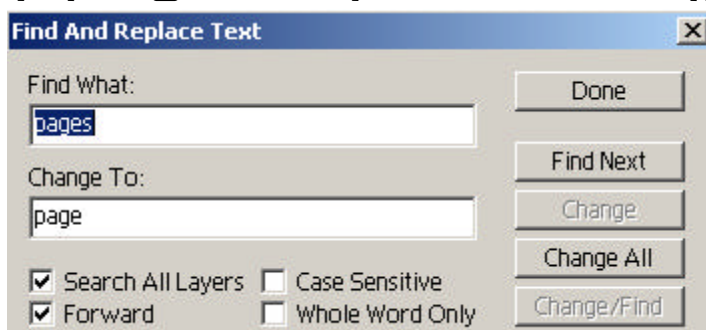 Find And Replace Text
Find What:
Done
pages
Find Next
Change To:
Change
page
Change All
Search All Layers Case Sensitive
Change/Find
Forward Whole Word Only